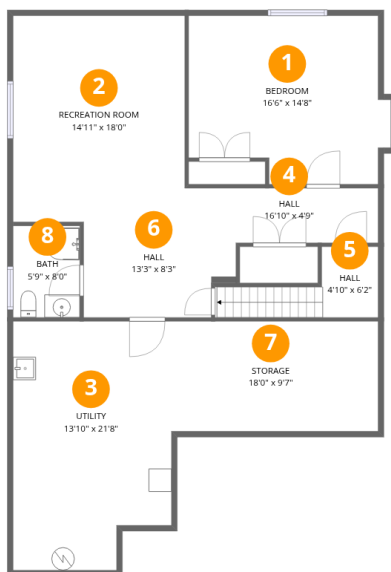 1
BEDROOM
16'6" x 14'8"
2
RECREATION ROOM
14'11" x 18'0"
4
HALL
16'10" x 4'9"
6
HALL
13'3" x 8'3"
8
BATH
5'9" x 8'0"
5
HALL
4'10" x 6'2"
7
STORAGE
18'0" x 9'7"
3
UTILITY
13'10" x 21'8"